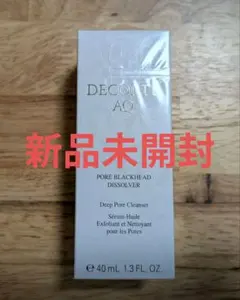 DECORTÉ
AQ
新品未開封
PORE BLACKHEAD
DISSOLVER
Deep Pore Cleanser
Sérum-Huile
Exfoliant et Nettoyant
pour les Pores
℮ 40 mL 1.3 FL. OZ.